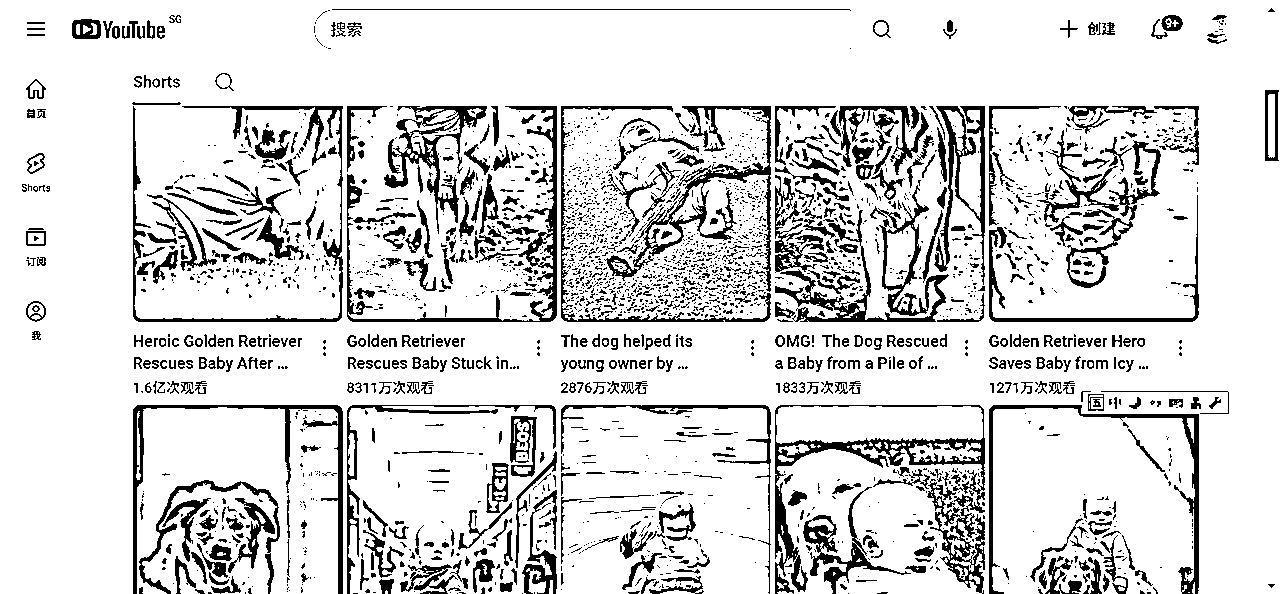 YouTube SG
搜索
创建
9+
Shorts
首页
Shorts
订阅
我
Heroic Golden Retriever
Rescues Baby After ...
1.6亿次观看
Golden Retriever
Rescues Baby Stuck in...
8311万次观看
The dog helped its
young owner by ...
2876万次观看
OMG! The Dog Rescued
a Baby from a Pile of ...
1833万次观看
Golden Retriever Hero
Saves Baby from Icy ...
1271万次观看
五 中